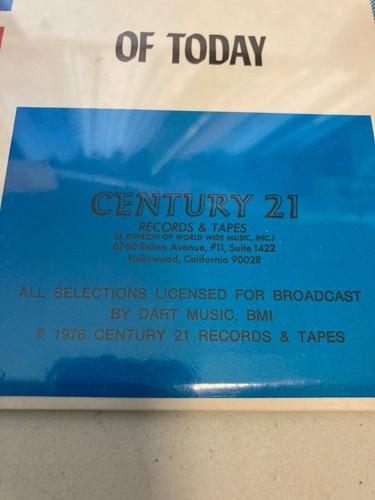 OF TODAY
CENTURY 21
RECORDS & TAPES
(A DIVISION OF WORLD WIDE MUSIC, INC.)
6760 Selma Avenue, #11, Suite 1422
Hollywood, California 90028
ALL SELECTIONS LICENSED FOR BROADCAST
BY DART MUSIC, BMI
℗ 1976 CENTURY 21 RECORDS & TAPES